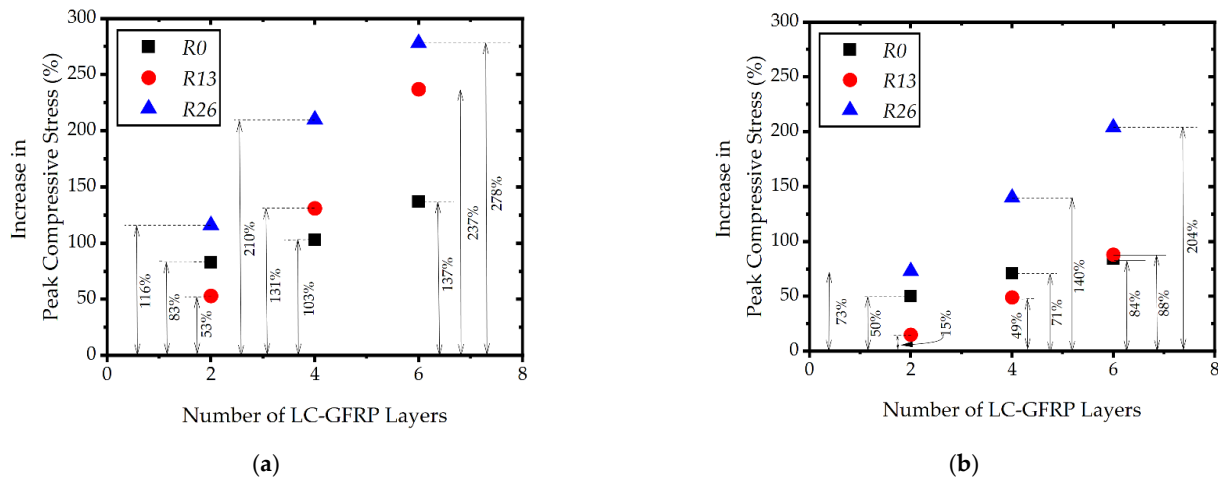 300
250
200
150
100
50
0
Increase in
Peak Compressive Stress (%)
R0
R13
R26
116%
83%
53%
210%
131%
103%
137%
237%
278%
0 2 4 6 8
Number of LC-GFRP Layers
(a)
300
250
200
150
100
50
0
Increase in
Peak Compressive Stress (%)
R0
R13
R26
73%
50%
15%
49%
71%
140%
84%
88%
204%
0 2 4 6 8
Number of LC-GFRP Layers
(b)